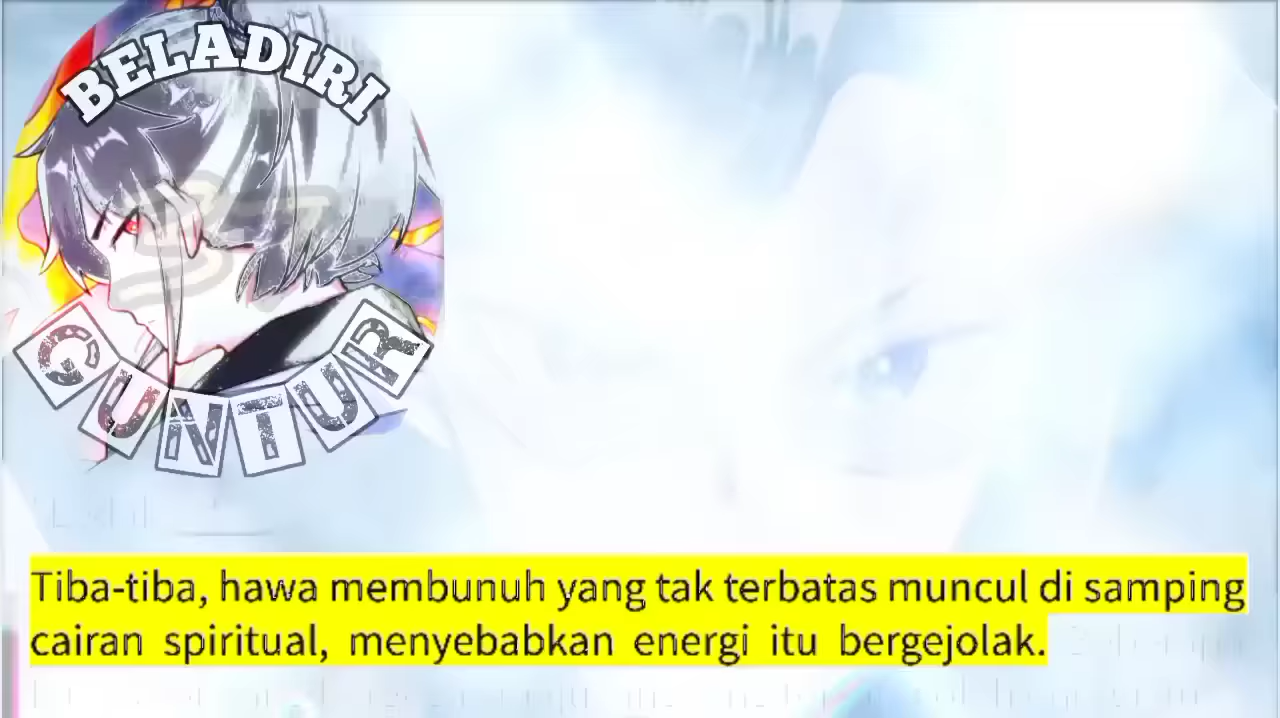 BELADIRI
GUNTUR
Tiba-tiba, hawa membunuh yang tak terbatas muncul di samping
cairan spiritual, menyebabkan energi itu bergejolak.